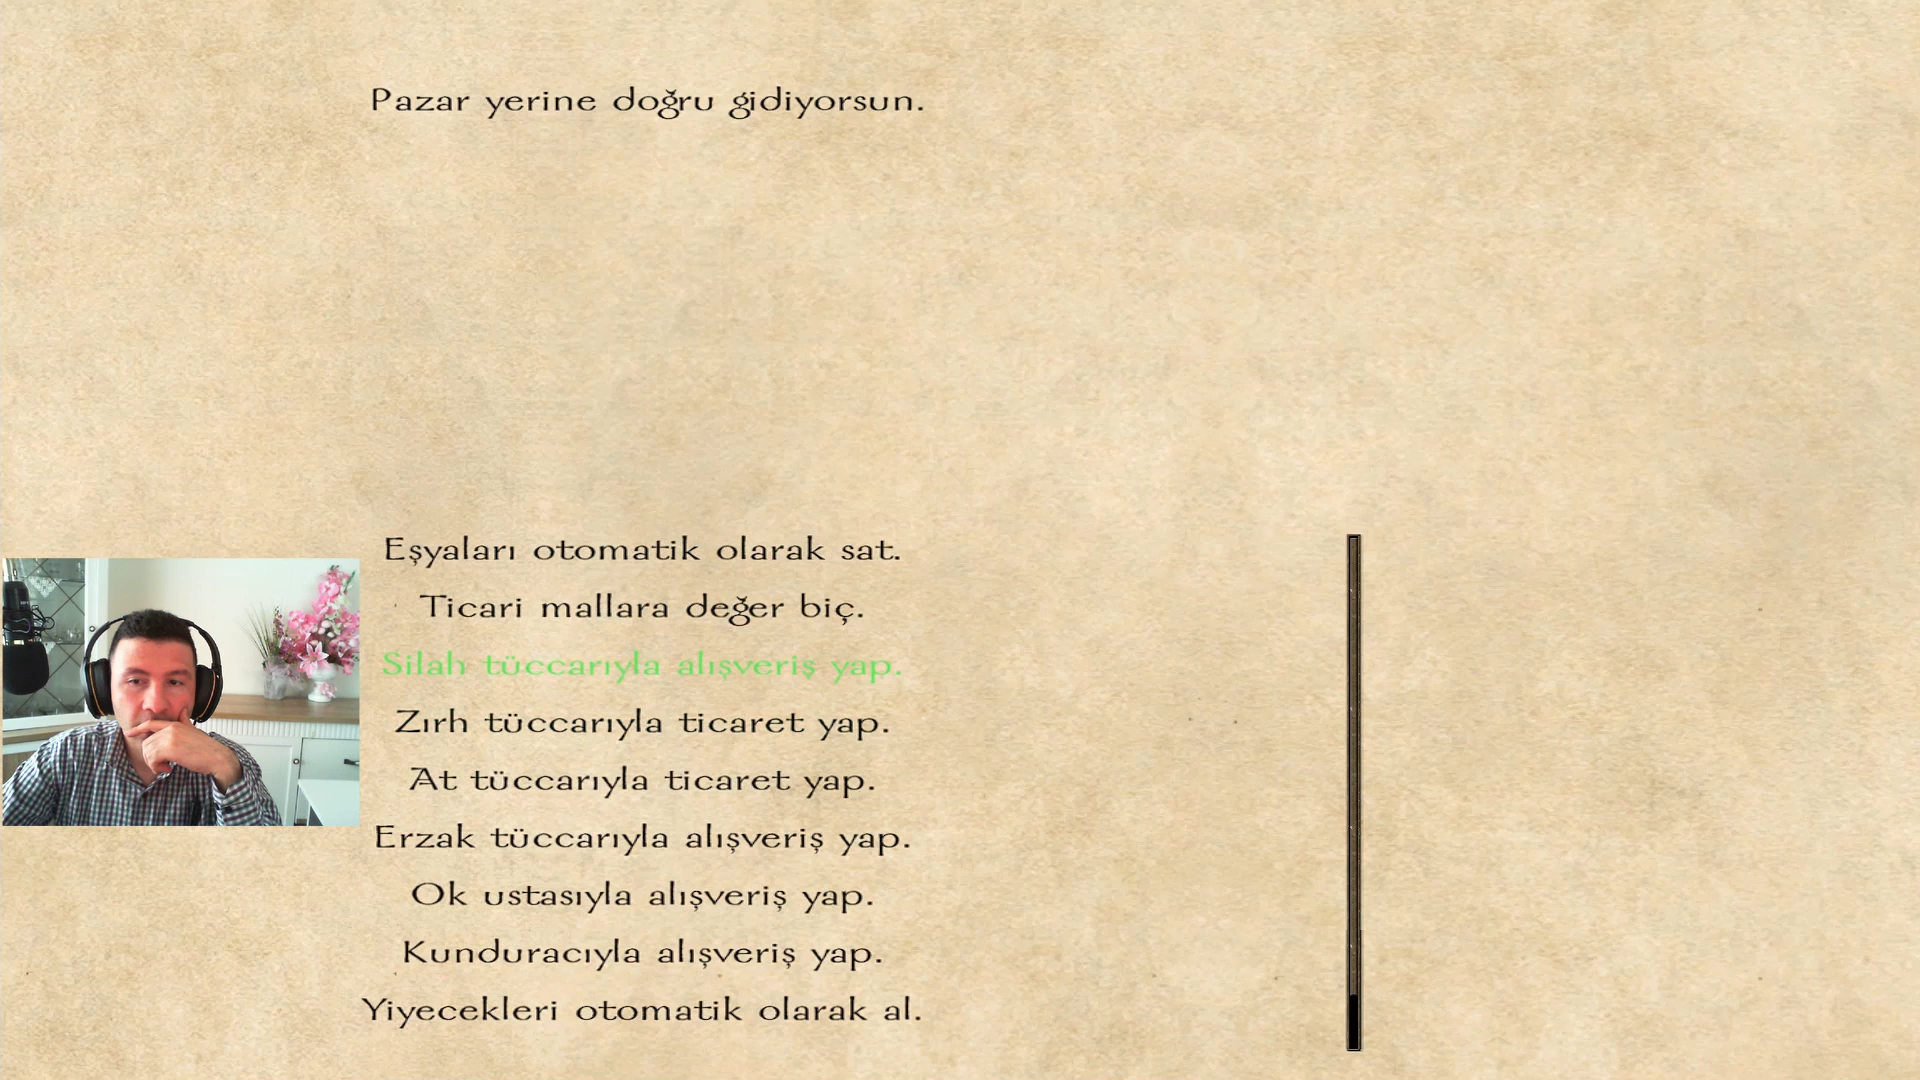 Pazar yerine doğru gidiyorsun.
Eşyaları otomatik olarak sat.
Ticari mallara değer biç.
Silah tüccarıyla alışveriş yap.
Zırh tüccarıyla ticaret yap.
At tüccarıyla ticaret yap.
Erzak tüccarıyla alışveriş yap.
Ok ustasıyla alışveriş yap.
Kunduracıyla alışveriş yap.
Yiyecekleri otomatik olarak al.